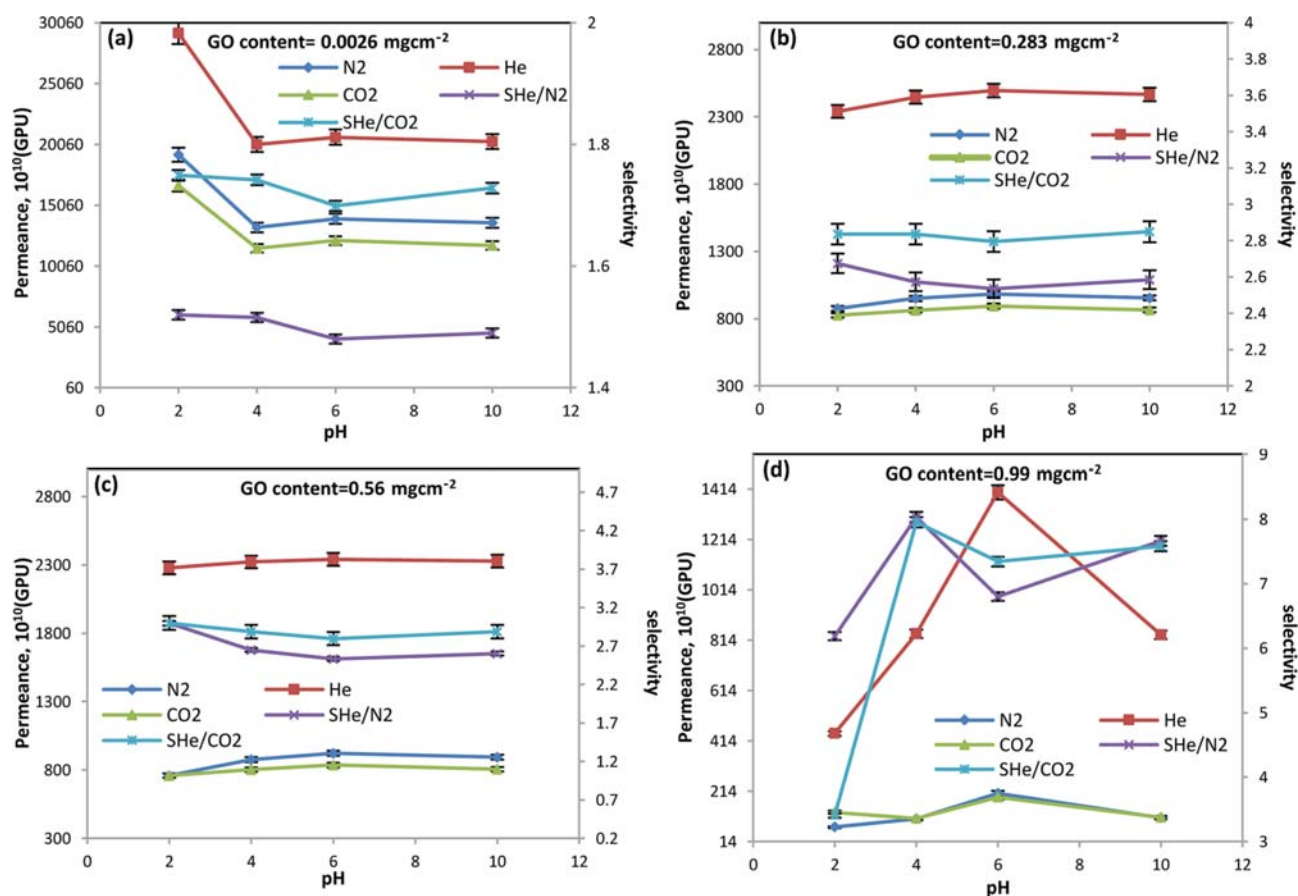 (a)
GO content= 0.0026 mgcm⁻²
N2
He
CO2
SHe/N2
SHe/CO2
Permeance, 10¹⁰(GPU)
30060
25060
20060
15060
10060
5060
60
2
1.8
1.6
1.4
selectivity
0 2 4 6 8 10 12
pH
(b)
GO content=0.283 mgcm⁻²
N2
He
CO2
SHe/N2
SHe/CO2
Permeance, 10¹⁰(GPU)
2800
2300
1800
1300
800
300
4
3.8
3.6
3.4
3.2
3
2.8
2.6
2.4
2.2
2
selectivity
0 2 4 6 8 10 12
pH
(c)
GO content=0.56 mgcm⁻²
N2
He
CO2
SHe/N2
SHe/CO2
Permeance, 10¹⁰(GPU)
2800
2300
1800
1300
800
300
4.7
4.2
3.7
3.2
2.7
2.2
1.7
1.2
0.7
0.2
selectivity
0 2 4 6 8 10 12
pH
(d)
GO content=0.99 mgcm⁻²
N2
He
CO2
SHe/N2
SHe/CO2
Permeance, 10¹⁰(GPU)
1414
1214
1014
814
614
414
214
14
9
8
7
6
5
4
3
selectivity
0 2 4 6 8 10 12
pH